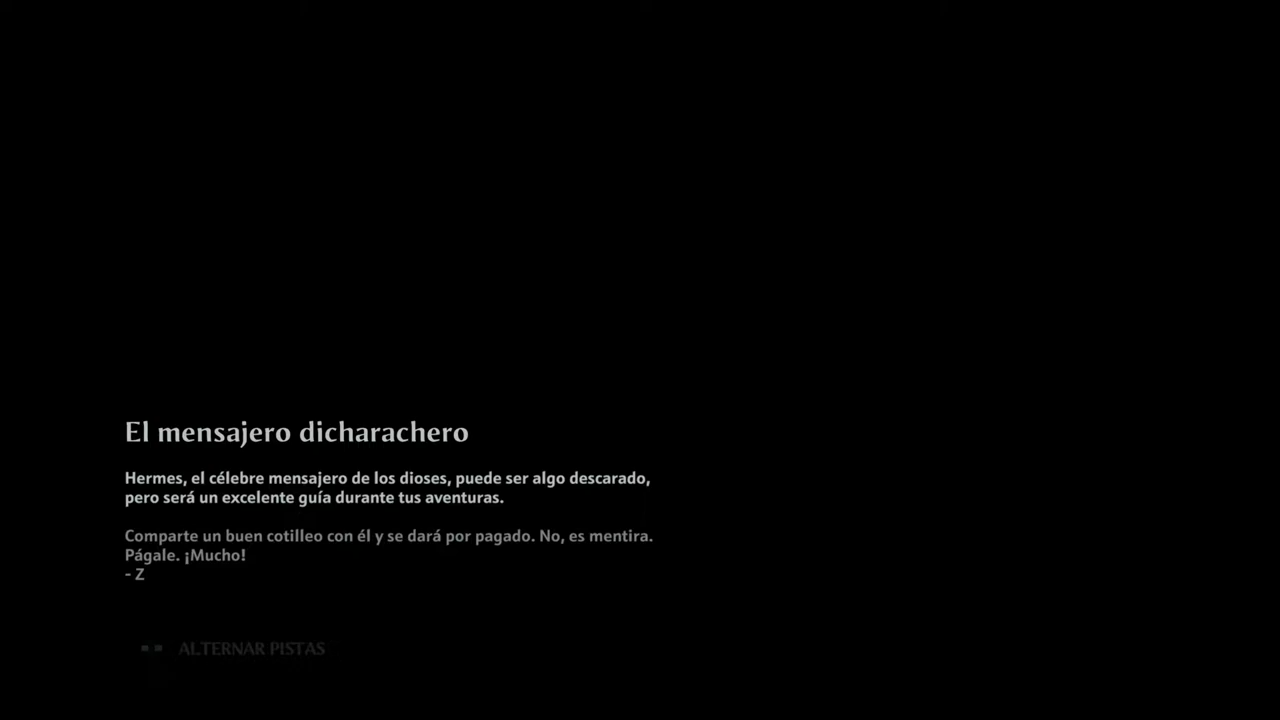 El mensajero dicharachero
Hermes, el célebre mensajero de los dioses, puede ser algo descarado,
pero será un excelente guía durante tus aventuras.
Comparte un buen cotilleo con él y se dará por pagado. No, es mentira.
Págale. ¡Mucho!
- Z
ALTERNAR PISTAS